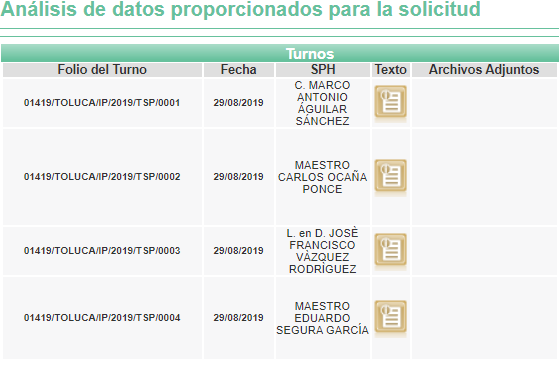 Análisis de datos proporcionados para la solicitud
Turnos
Folio del Turno Fecha SPH Texto Archivos Adjuntos
01419/TOLUCA/IP/2019/TSP/0001 29/08/2019 C. MARCO
ANTONIO
ÁGUILAR
SÁNCHEZ
01419/TOLUCA/IP/2019/TSP/0002 29/08/2019 MAESTRO
CARLOS OCAÑA
PONCE
01419/TOLUCA/IP/2019/TSP/0003 29/08/2019 L. en D. JOSÈ
FRANCISCO
VÁZQUEZ
RODRÍGUEZ
01419/TOLUCA/IP/2019/TSP/0004 29/08/2019 MAESTRO
EDUARDO
SEGURA GARCÍA